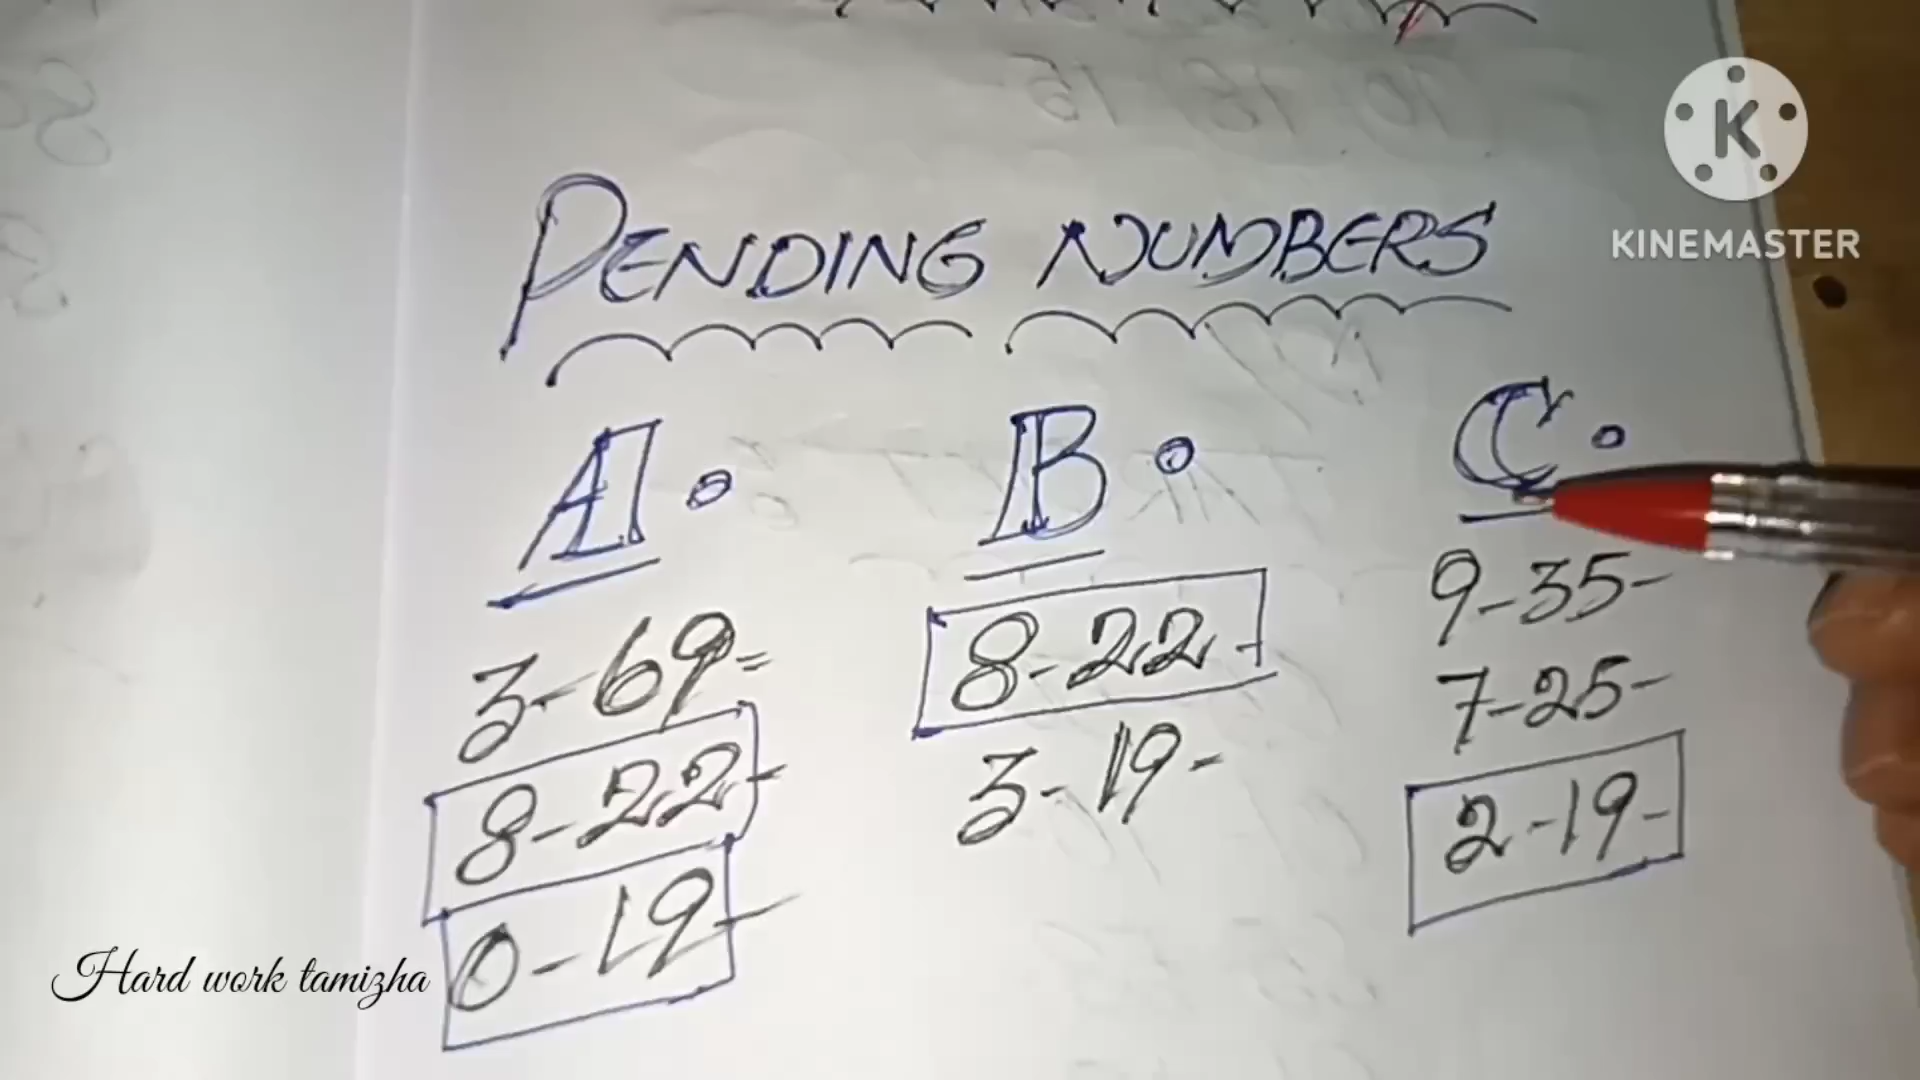 PENDING NUMBERS
A. B. C.
3-69= 8-22- 9-35-
8-22- 3-19- 7-25-
0-19- 2-19-
K
KINEMASTER
Hard work tamizha